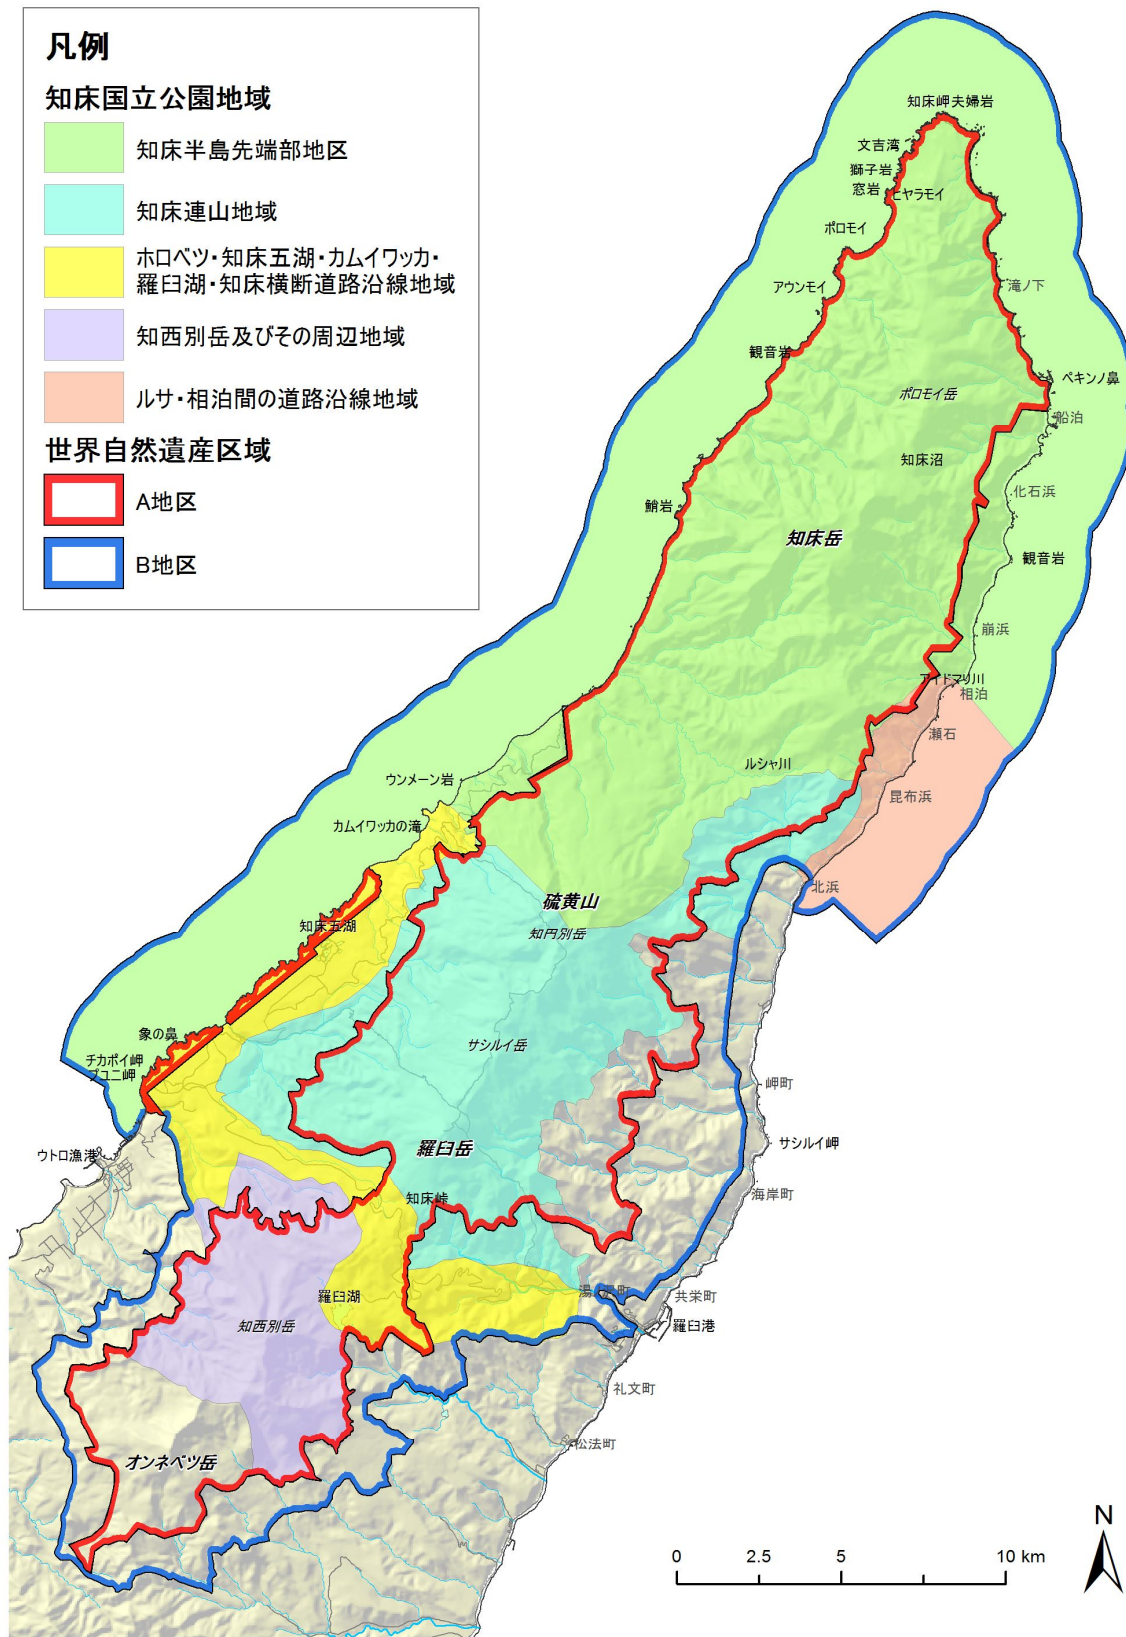 凡例
知床国立公園地域
知床半島先端部地区
知床連山地域
ホロベツ・知床五湖・カムイワッカ・
羅臼湖・知床横断道路沿線地域
知西別岳及びその周辺地域
ルサ・相泊間の道路沿線地域
世界自然遺産区域
A地区
B地区
知床岬夫婦岩
文吉湾
獅子岩
窓岩
ヒヤラモイ
ポロモイ
アウンモイ
滝ノ下
観音岩
ペキンノ鼻
ポロモイ岳
船泊
知床沼
化石浜
鮹岩
知床岳
観音岩
崩浜
アイドマリ川
相泊
瀬石
ルシャ川
ウンメーン岩
昆布浜
カムイワッカの滝
北浜
硫黄山
知円別岳
知床五湖
象の鼻
サシルイ岳
チカポイ岬
プユニ岬
岬町
ウトロ漁港
羅臼岳
サシルイ岬
知床峠
海岸町
羅臼湖
共栄町
知西別岳
羅臼港
礼文町
オンネベツ岳
松法町
N
0 2.5 5 10 km